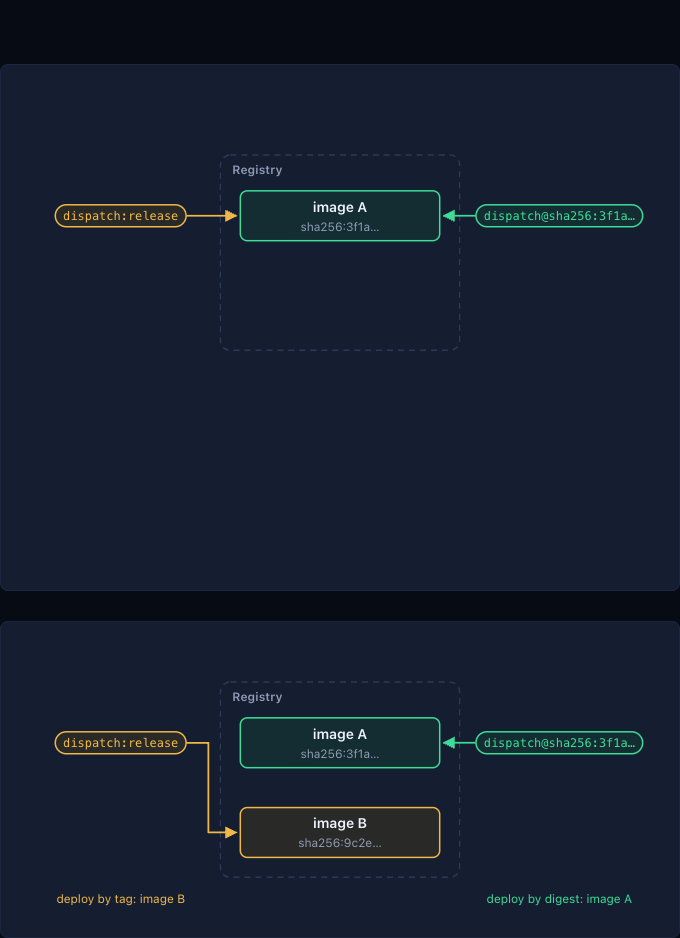 Registry
dispatch:release
image A
sha256:3f1a…
dispatch@sha256:3f1a…
Registry
dispatch:release
image A
sha256:3f1a…
dispatch@sha256:3f1a…
image B
sha256:9c2e…
deploy by tag: image B
deploy by digest: image A